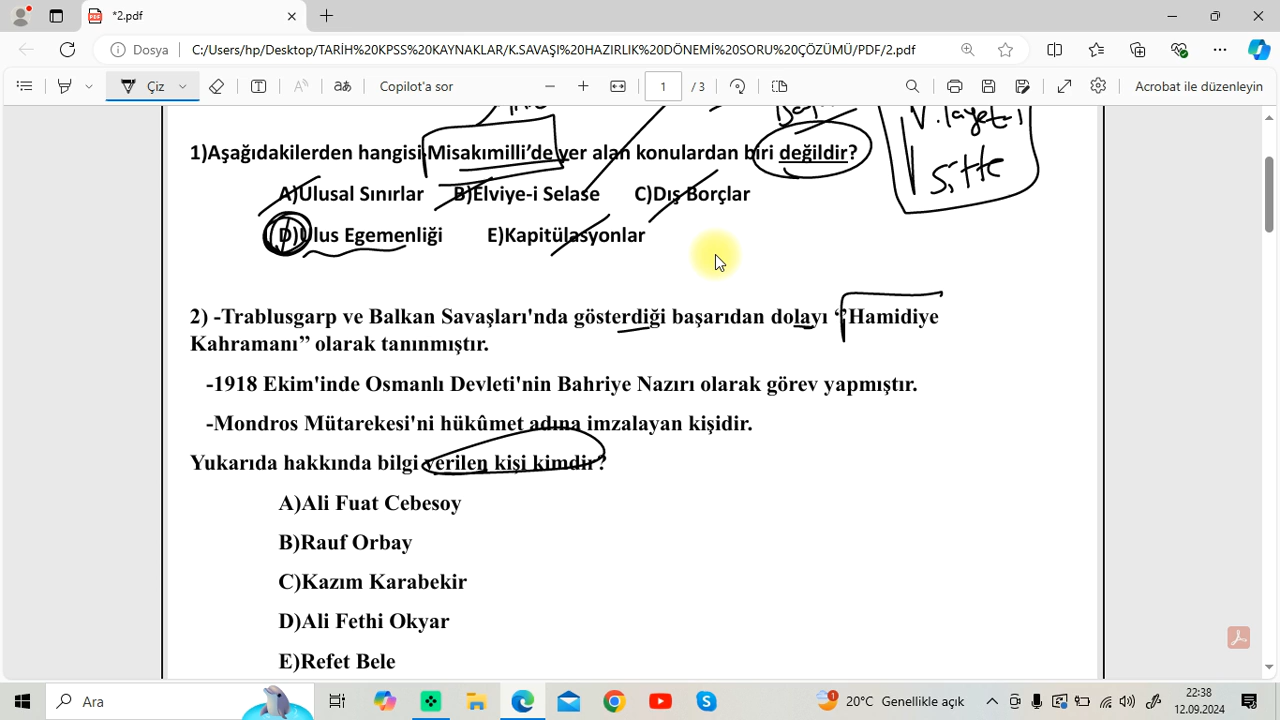 *2.pdf
Dosya C:/Users/hp/Desktop/TARİH%20KPSS%20KAYNAKLAR/K.SAVAŞI%20HAZIRLIK%20DÖNEMİ%20SORU%20ÇÖZÜMÜ/PDF/2.pdf
Çiz aあ Copilot'a sor 1 / 3 Acrobat ile düzenleyin
V.layet-i
sitte
1)Aşağıdakilerden hangisi Misakımilli’de yer alan konulardan biri değildir?
A)Ulusal Sınırlar B)Elviye-i Selase C)Dış Borçlar
D)Ulus Egemenliği E)Kapitülasyonlar
2) -Trablusgarp ve Balkan Savaşları'nda gösterdiği başarıdan dolayı ‘‘Hamidiye
Kahramanı’’ olarak tanınmıştır.
-1918 Ekim'inde Osmanlı Devleti'nin Bahriye Nazırı olarak görev yapmıştır.
-Mondros Mütarekesi'ni hükûmet adına imzalayan kişidir.
Yukarıda hakkında bilgi verilen kişi kimdir?
A)Ali Fuat Cebesoy
B)Rauf Orbay
C)Kazım Karabekir
D)Ali Fethi Okyar
E)Refet Bele
Ara
1 20°C Genellikle açık 22:38
12.09.2024